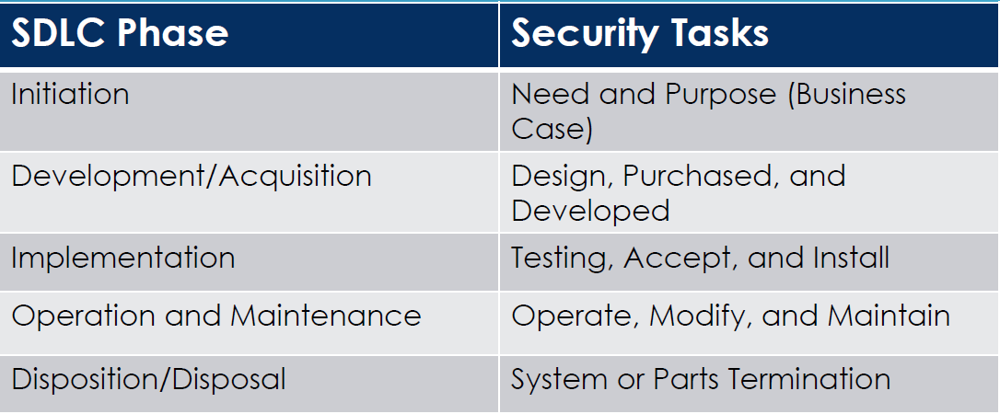 SDLC Phase
Security Tasks
Initiation
Need and Purpose (Business
Case)
Development/Acquisition
Design, Purchased, and
Developed
Implementation
Testing, Accept, and Install
Operation and Maintenance
Operate, Modify, and Maintain
Disposition/Disposal
System or Parts Termination